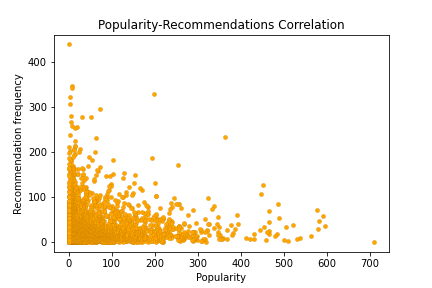 Popularity-Recommendations Correlation
400
300
200
100
0
Recommendation frequency
0 100 200 300 400 500 600 700
Popularity